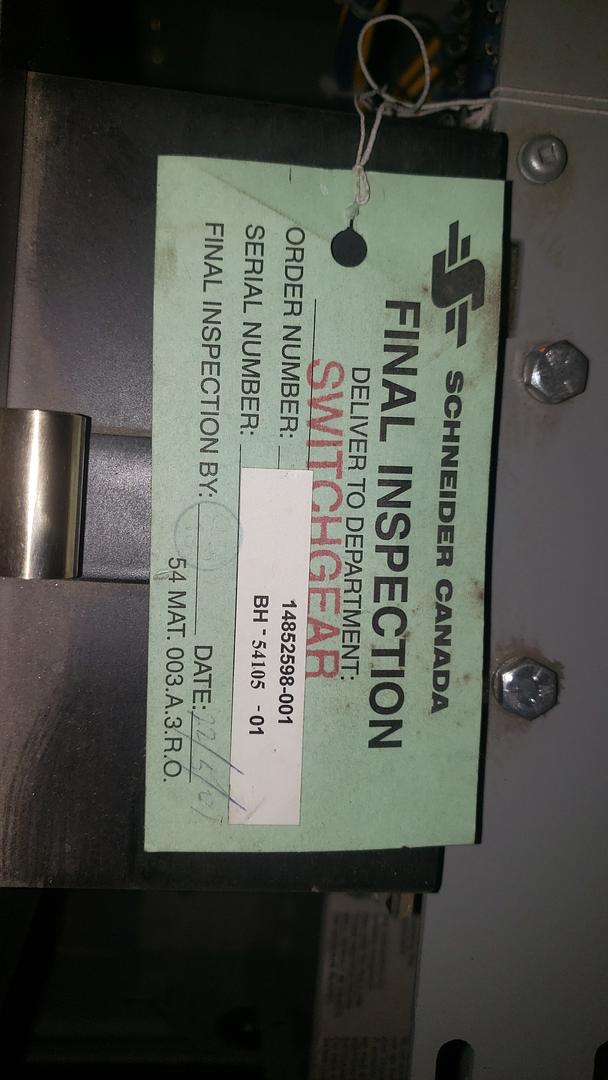 SCHNEIDER CANADA
FINAL INSPECTION
DELIVER TO DEPARTMENT:
SWITCHGEAR
ORDER NUMBER: 14852598-001
SERIAL NUMBER: BH - 54105 - 01
FINAL INSPECTION BY: DATE:
54 MAT. 003.A.3.R.O.